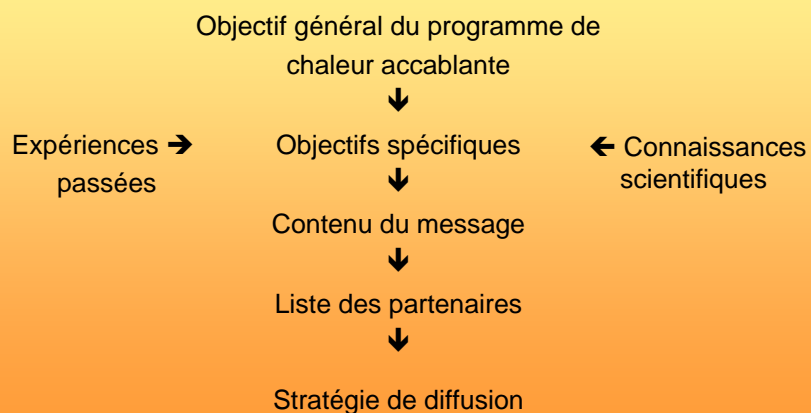 Objectif général du programme de
chaleur accablante
🡻
Expériences 🡺 Objectifs spécifiques 🡸 Connaissances
passées 🡻 scientifiques
Contenu du message
🡻
Liste des partenaires
🡻
Stratégie de diffusion